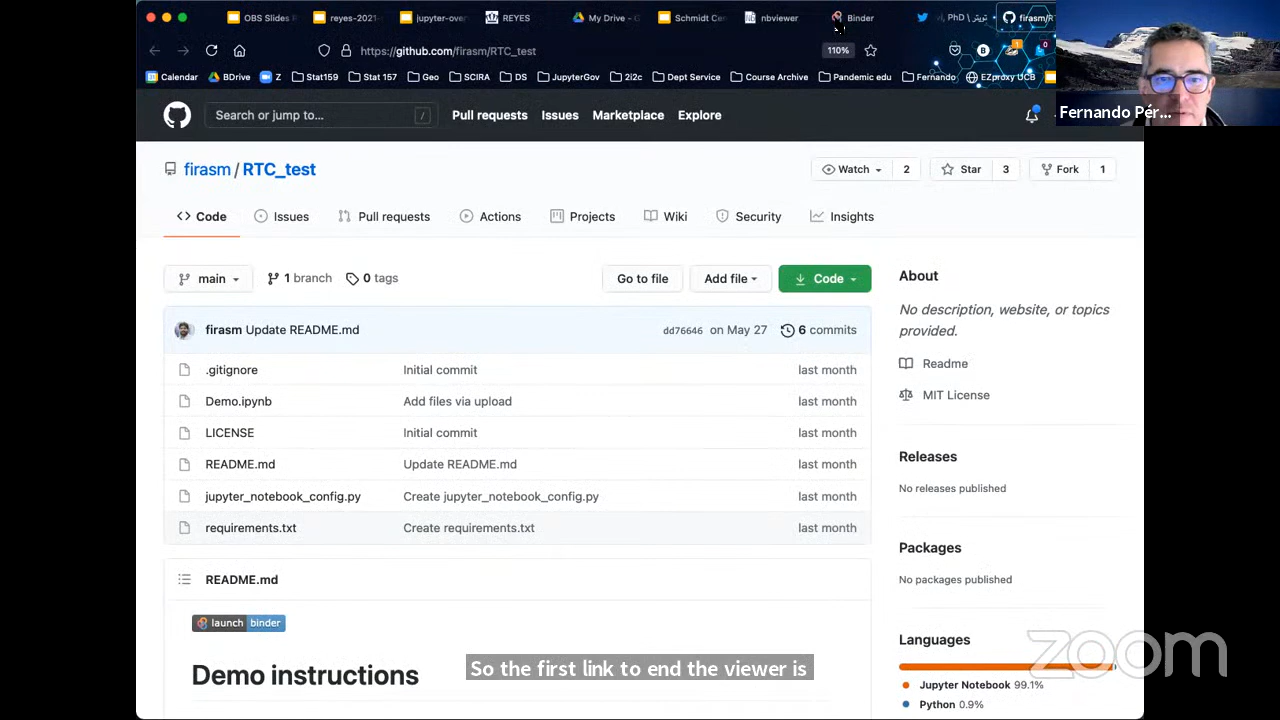 OBS Slides R
reyes-2021-
jupyter-over
REYES
My Drive - G
Schmidt Cen
nbviewer
Binder
firasm/R
https://github.com/firasm/RTC_test
110%
Calendar
BDrive
Z
Stat159
Stat 157
Geo
SCIRA
DS
JupyterGov
2i2c
Dept Service
Course Archive
Pandemic edu
Fernando
EZproxy UCB
Fernando Pér...
Search or jump to...
/
Pull requests
Issues
Marketplace
Explore
firasm / RTC_test
Watch
2
Star
3
Fork
1
Code
Issues
Pull requests
Actions
Projects
Wiki
Security
Insights
main
1 branch
0 tags
Go to file
Add file
Code
firasm Update README.md
dd76646 on May 27
6 commits
.gitignore
Initial commit
last month
Demo.ipynb
Add files via upload
last month
LICENSE
Initial commit
last month
README.md
Update README.md
last month
jupyter_notebook_config.py
Create jupyter_notebook_config.py
last month
requirements.txt
Create requirements.txt
last month
README.md
launch binder
Demo instructions
About
No description, website, or topics
provided.
Readme
MIT License
Releases
No releases published
Packages
No packages published
Languages
Jupyter Notebook 99.1%
Python 0.9%
So the first link to end the viewer is
zoom